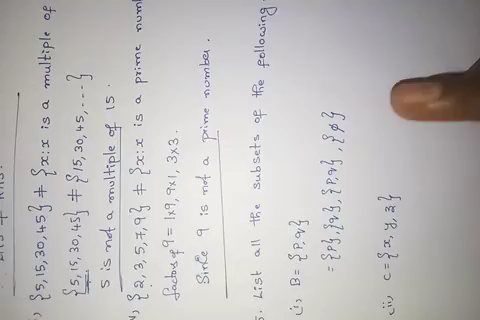 ) {5,15,30,45} ≠ {x:x is a multiple of
{5,15,30,45} ≠ {15,30,45,---}
5 is not a multiple of 15.
) {2,3,5,7,9} ≠ {x:x is a prime num
factors of 9 = 1×9, 9×1, 3×3.
Since 9 is not a prime number.
List all the subsets of the following
(i) B = {p,q}
= {p},{q},{p,q},{φ}
(ii) C = {x,y,z}